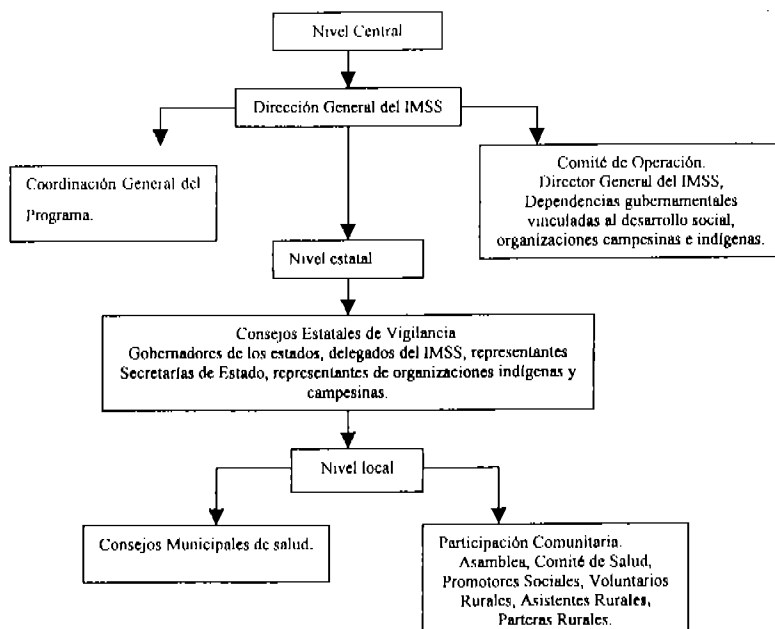 Nivel Central
Dirección General del IMSS
Coordinación General del
Programa.
Comité de Operación.
Director General del IMSS,
Dependencias gubernamentales
vinculadas al desarrollo social,
organizaciones campesinas e indígenas.
Nivel estatal
Consejos Estatales de Vigilancia
Gobernadores de los estados, delegados del IMSS, representantes
Secretarías de Estado, representantes de organizaciones indígenas y
campesinas.
Nivel local
Consejos Municipales de salud.
Participación Comunitaria.
Asamblea, Comité de Salud,
Promotores Sociales, Voluntarios
Rurales, Asistentes Rurales,
Parteras Rurales.